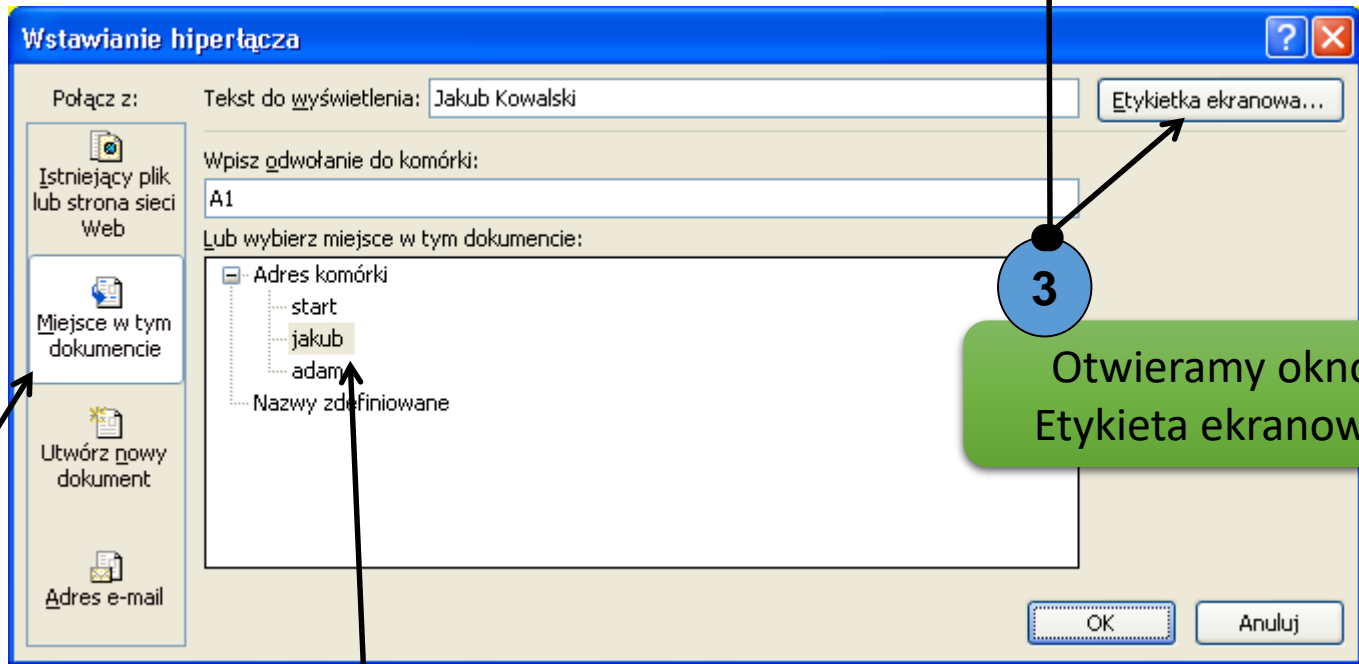 Wstawianie hiperłącza
Połącz z:
Tekst do wyświetlenia: Jakub Kowalski
Etykietka ekranowa...
Istniejący plik
lub strona sieci
Web
Wpisz odwołanie do komórki:
A1
Lub wybierz miejsce w tym dokumencie:
Adres komórki
start
jakub
adam
Nazwy zdefiniowane
Miejsce w tym
dokumencie
Utwórz nowy
dokument
Adres e-mail
3
Otwieramy okno
Etykieta ekranow
OK
Anuluj